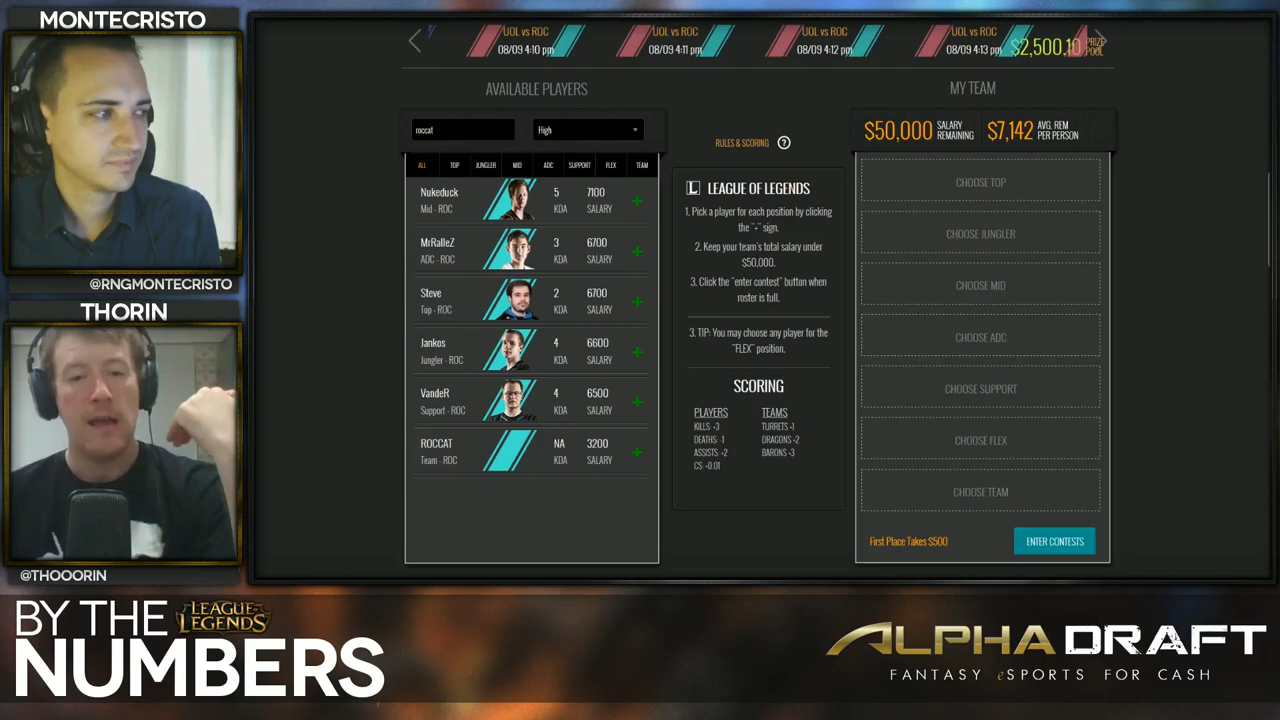 MONTECRISTO
@RNGMONTECRISTO
THORIN
@THOOORIN
UOL vs ROC
08/09 4:10 pm
UOL vs ROC
08/09 4:11 pm
UOL vs ROC
08/09 4:12 pm
UOL vs ROC
08/09 4:13 pm
$2,500.10 PRIZE POOL
AVAILABLE PLAYERS
roccat High
ALL TOP JUNGLER MID ADC SUPPORT FLEX TEAM
Nukeduck 5 7100
Mid - ROC KDA SALARY +
MrRalleZ 3 6700
ADC - ROC KDA SALARY +
Steve 2 6700
Top - ROC KDA SALARY +
Jankos 4 6600
Jungler - ROC KDA SALARY +
VandeR 4 6500
Support - ROC KDA SALARY +
ROCCAT NA 3200
Team - ROC KDA SALARY +
RULES & SCORING ?
L LEAGUE OF LEGENDS
1. Pick a player for each position by clicking
the "+" sign.
2. Keep your team's total salary under
$50,000.
3. Click the "enter contest" button when
roster is full.
3. TIP: You may choose any player for the
"FLEX" position.
SCORING
PLAYERS
KILLS: +3
DEATHS: -1
ASSISTS: +2
CS: +0.01
TEAMS
TURRETS +1
DRAGONS +2
BARONS: +3
MY TEAM
$50,000 SALARY REMAINING $7,142 AVG. REM PER PERSON
CHOOSE TOP
CHOOSE JUNGLER
CHOOSE MID
CHOOSE ADC
CHOOSE SUPPORT
CHOOSE FLEX
CHOOSE TEAM
First Place Takes $500 ENTER CONTESTS
BY THE LEAGUE OF LEGENDS
NUMBERS
ALPHADRAFT
FANTASY eSPORTS FOR CASH